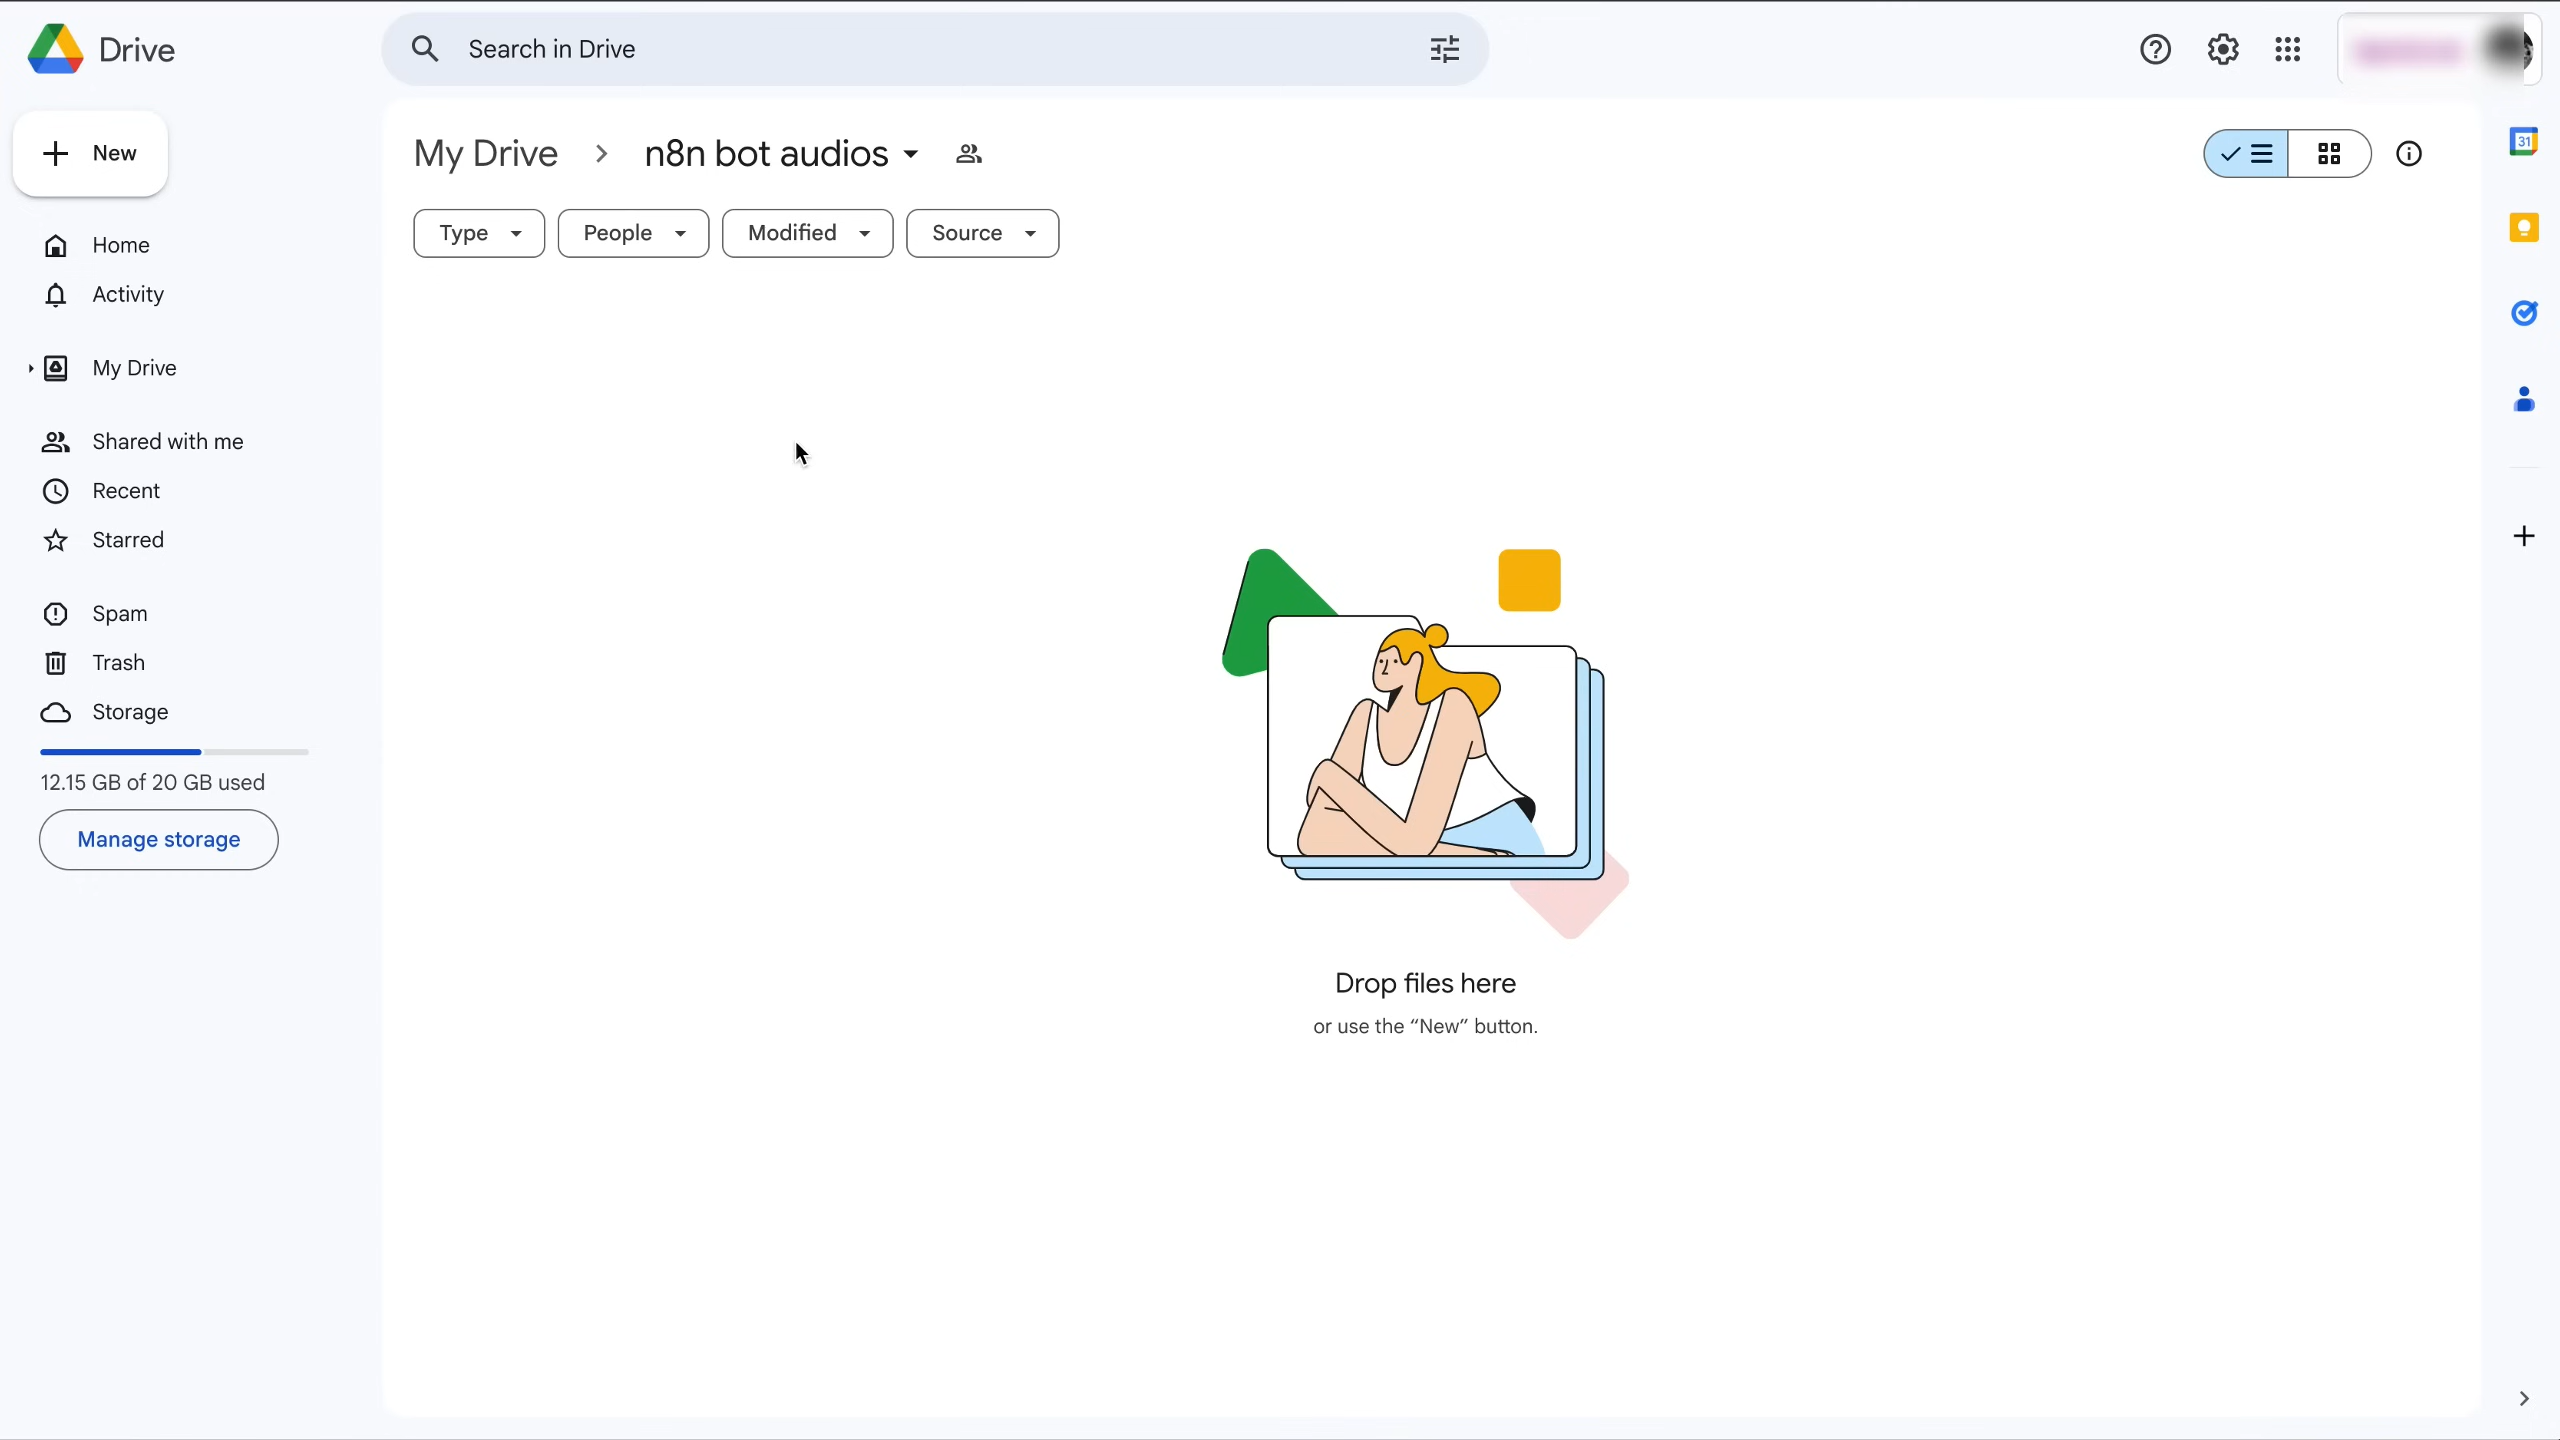 Drive
Search in Drive
New
My Drive
n8n bot audios
31
Type
People
Modified
Source
Home
Activity
My Drive
Shared with me
Recent
Starred
Spam
Trash
Storage
12.15 GB of 20 GB used
Manage storage
Drop files here
or use the “New” button.